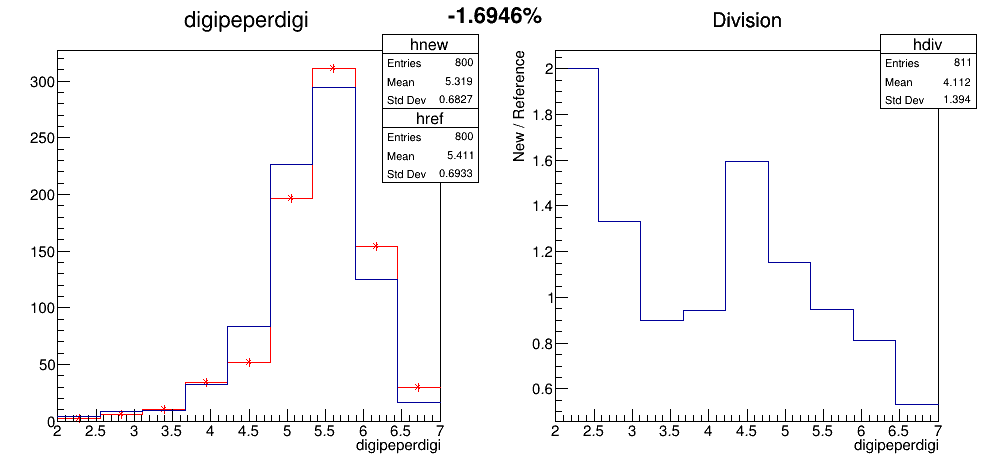 -1.6946%
digipeperdigi
hnew
Entries 800
Mean 5.319
Std Dev 0.6827
href
Entries 800
Mean 5.411
Std Dev 0.6933
300
250
200
150
100
50
0
2 2.5 3 3.5 4 4.5 5 5.5 6 6.5 7
digipeperdigi
Division
hdiv
Entries 811
Mean 4.112
Std Dev 1.394
New / Reference
2
1.8
1.6
1.4
1.2
1
0.8
0.6
2 2.5 3 3.5 4 4.5 5 5.5 6 6.5 7
digipeperdigi